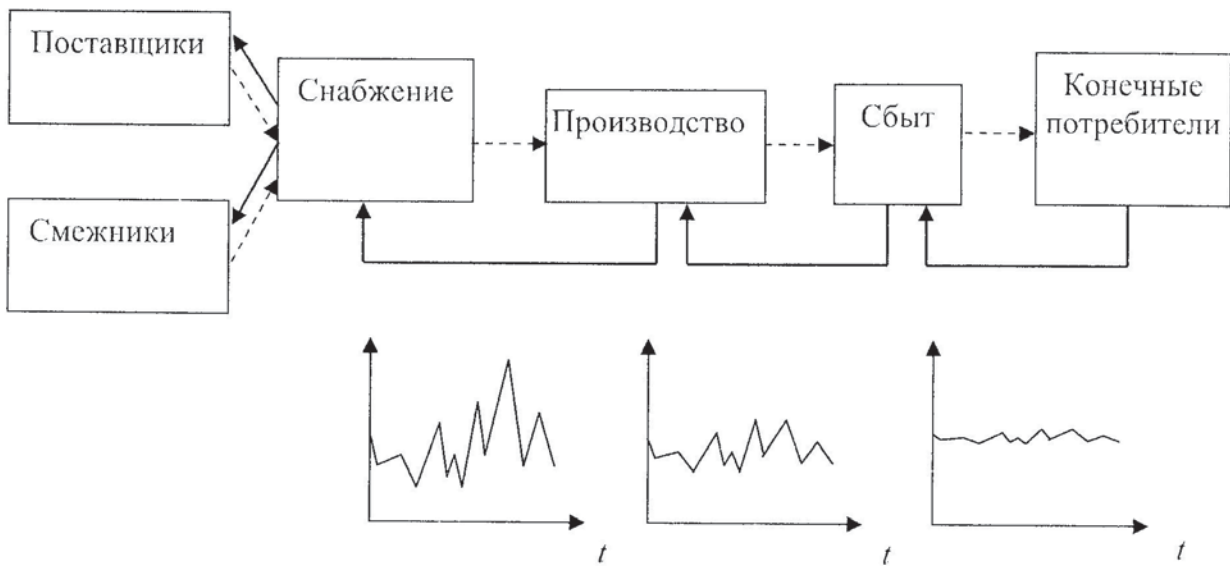 Поставщики
Снабжение
Производство
Сбыт
Конечные
потребители
Смежники
t
t
t